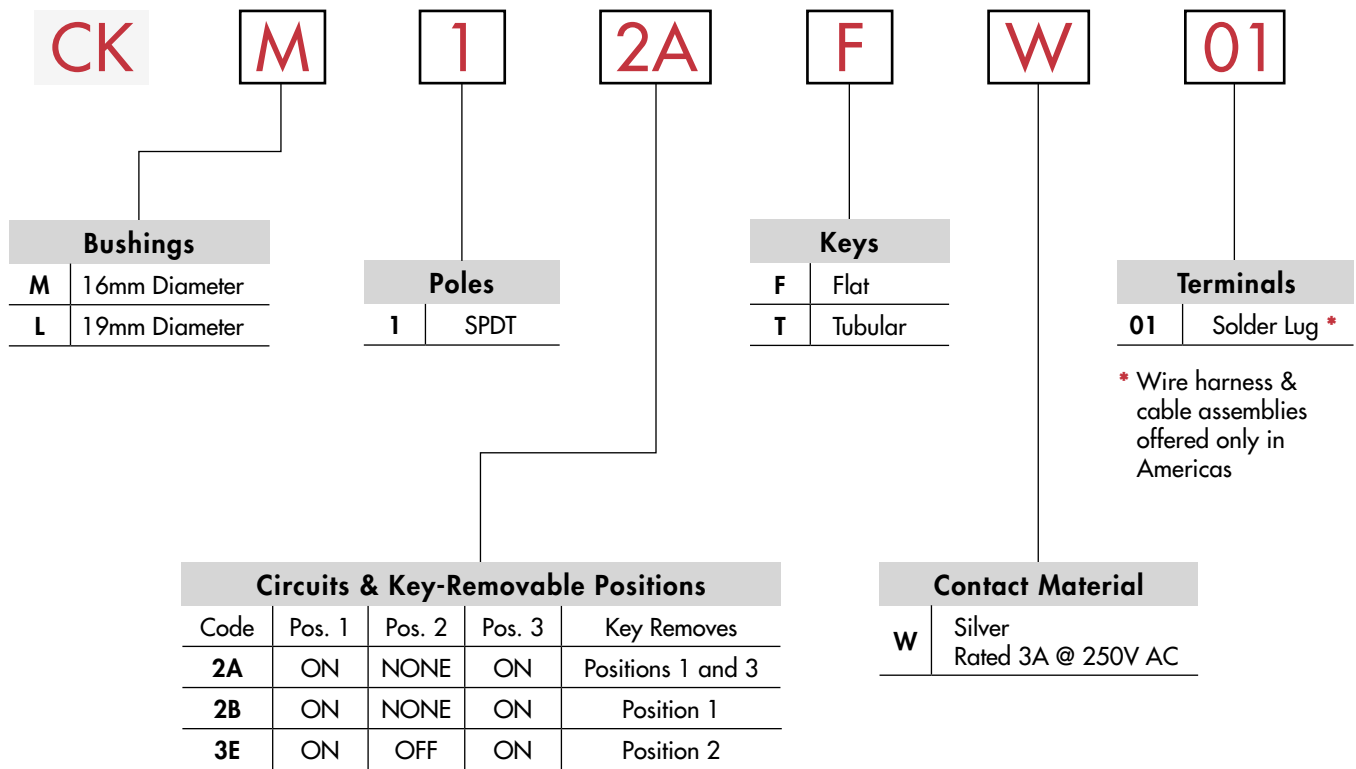 CK M 1 2A F W 01
Bushings
M 16mm Diameter
L 19mm Diameter
Poles
1 SPDT
Keys
F Flat
T Tubular
Terminals
01 Solder Lug *
* Wire harness &
cable assemblies
offered only in
Americas
Circuits & Key-Removable Positions
Code Pos. 1 Pos. 2 Pos. 3 Key Removes
2A ON NONE ON Positions 1 and 3
2B ON NONE ON Position 1
3E ON OFF ON Position 2
Contact Material
W Silver
Rated 3A @ 250V AC